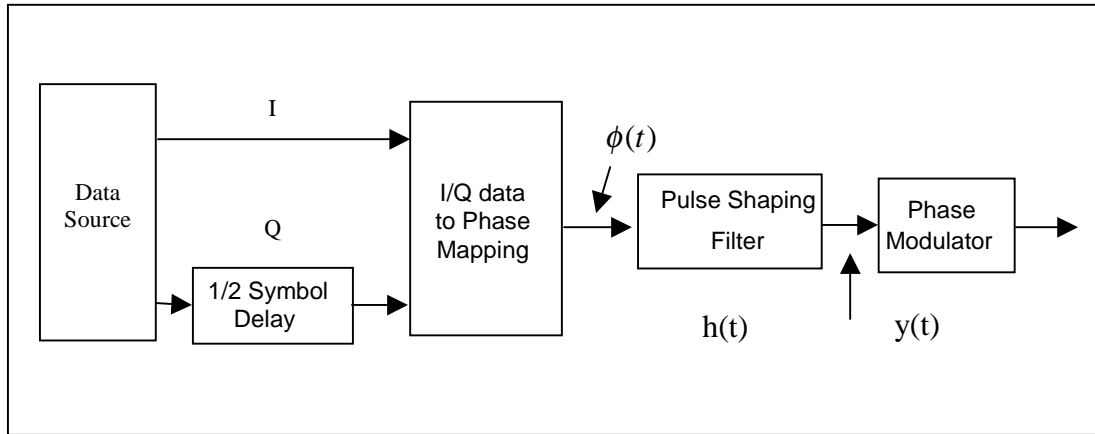 Data
Source
I
Q
1/2 Symbol
Delay
I/Q data
to Phase
Mapping
ϕ(t)
Pulse Shaping
Filter
h(t)
y(t)
Phase
Modulator